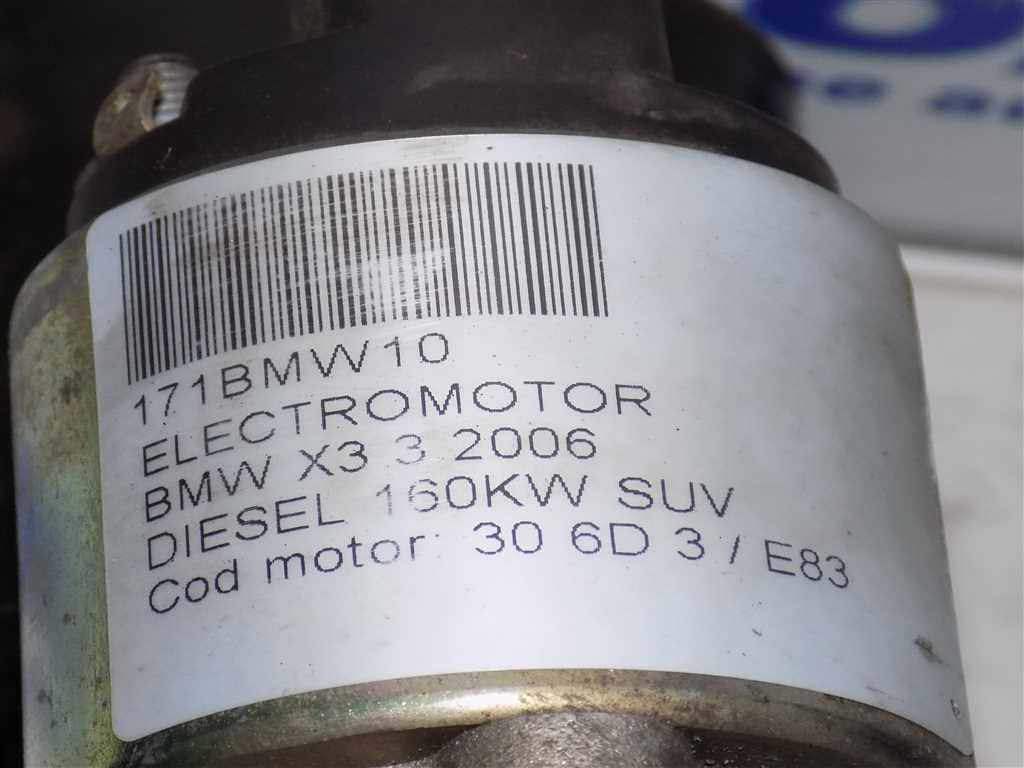 171BMW10
ELECTROMOTOR
BMW X3 3 2006
DIESEL 160KW SUV
Cod motor: 30 6D 3 / E83